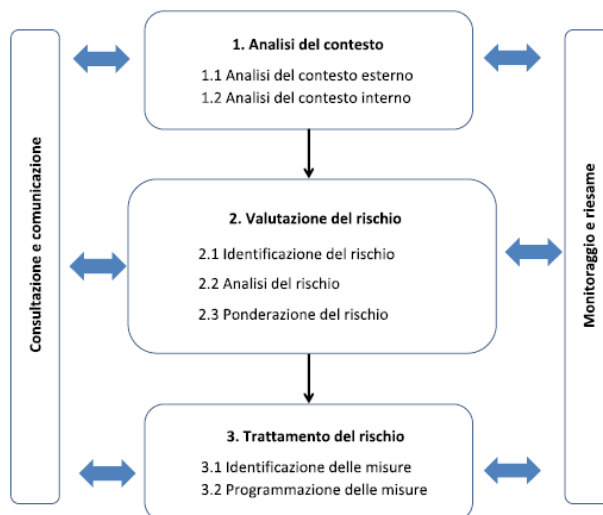 Consultazione e comunicazione
1. Analisi del contesto
1.1 Analisi del contesto esterno
1.2 Analisi del contesto interno
2. Valutazione del rischio
2.1 Identificazione del rischio
2.2 Analisi del rischio
2.3 Ponderazione del rischio
3. Trattamento del rischio
3.1 Identificazione delle misure
3.2 Programmazione delle misure
Monitoraggio e riesame